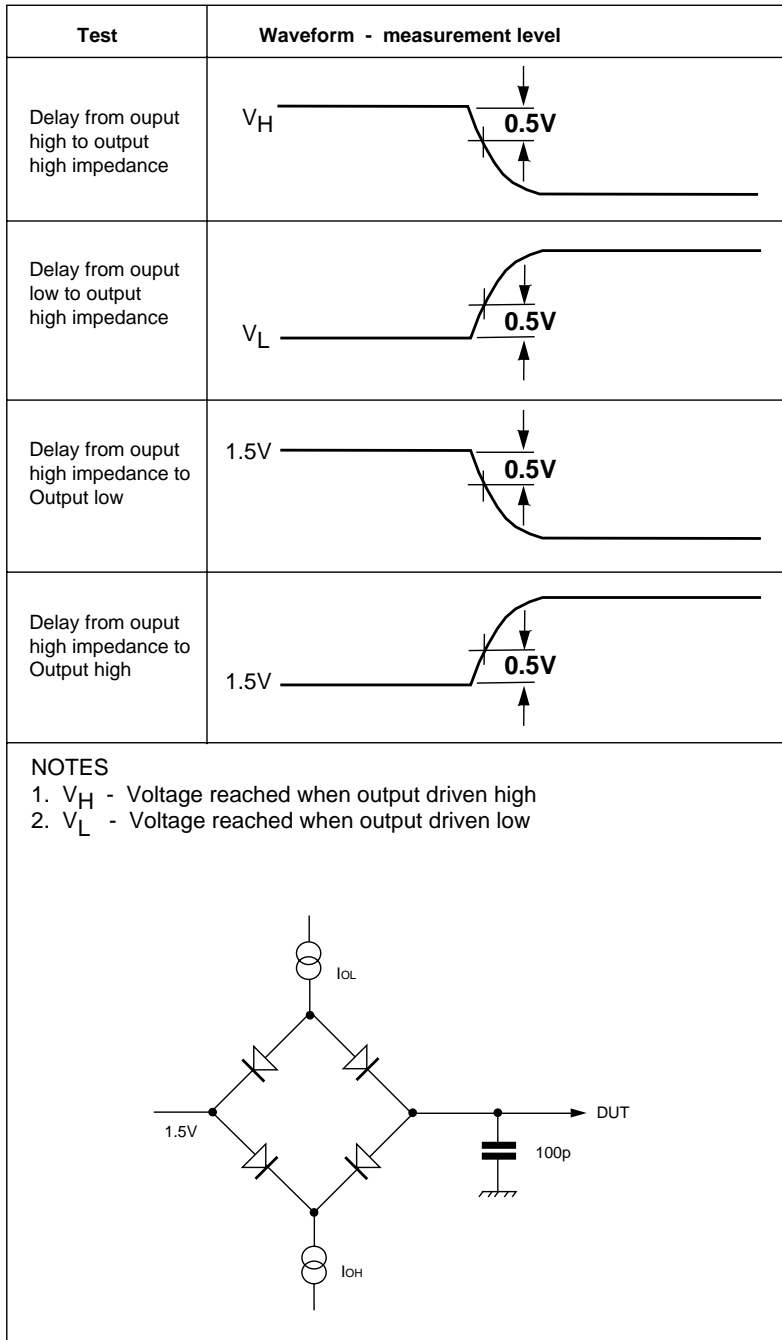 Test
Waveform - measurement level
Delay from ouput
high to output
high impedance
VH
0.5V
Delay from ouput
low to output
high impedance
VL
0.5V
Delay from ouput
high impedance to
Output low
1.5V
0.5V
Delay from ouput
high impedance to
Output high
1.5V
0.5V
NOTES
1. VH - Voltage reached when output driven high
2. VL - Voltage reached when output driven low
IOL
1.5V
DUT
100p
IOH